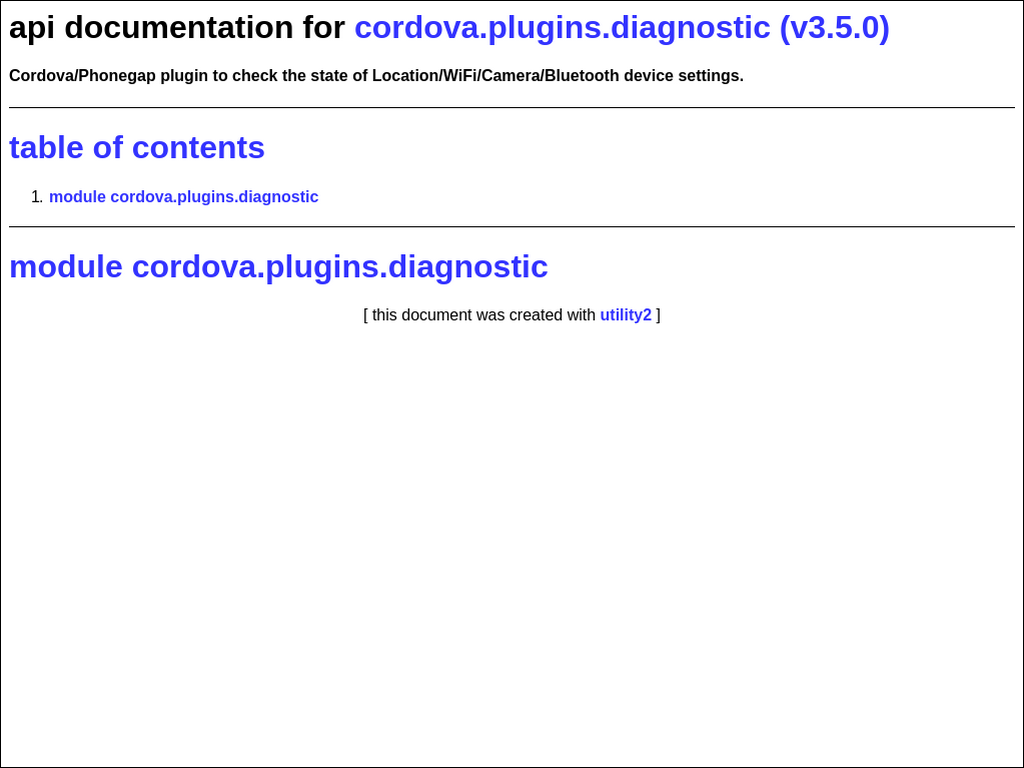 api documentation for cordova.plugins.diagnostic (v3.5.0)
Cordova/Phonegap plugin to check the state of Location/WiFi/Camera/Bluetooth device settings.
table of contents
1. module cordova.plugins.diagnostic
module cordova.plugins.diagnostic
[ this document was created with utility2 ]